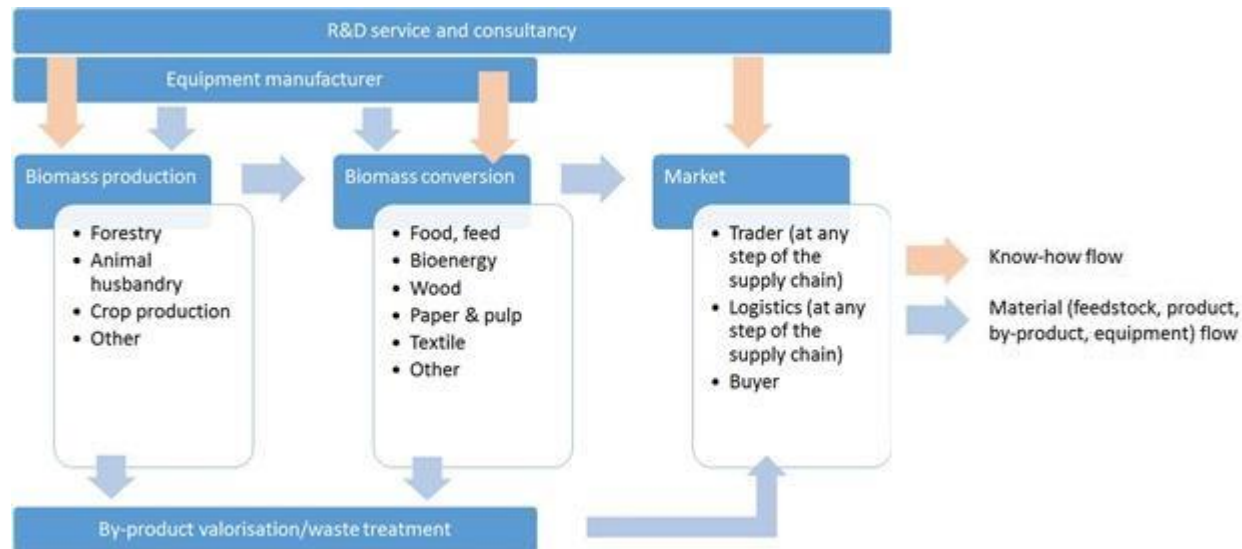 R&D service and consultancy
Equipment manufacturer
Biomass production
Biomass conversion
Market
• Forestry
• Animal
husbandry
• Crop production
• Other
• Food, feed
• Bioenergy
• Wood
• Paper & pulp
• Textile
• Other
• Trader (at any
step of the
supply chain)
• Logistics (at any
step of the
supply chain)
• Buyer
Know-how flow
Material (feedstock, product,
by-product, equipment) flow
By-product valorisation/waste treatment